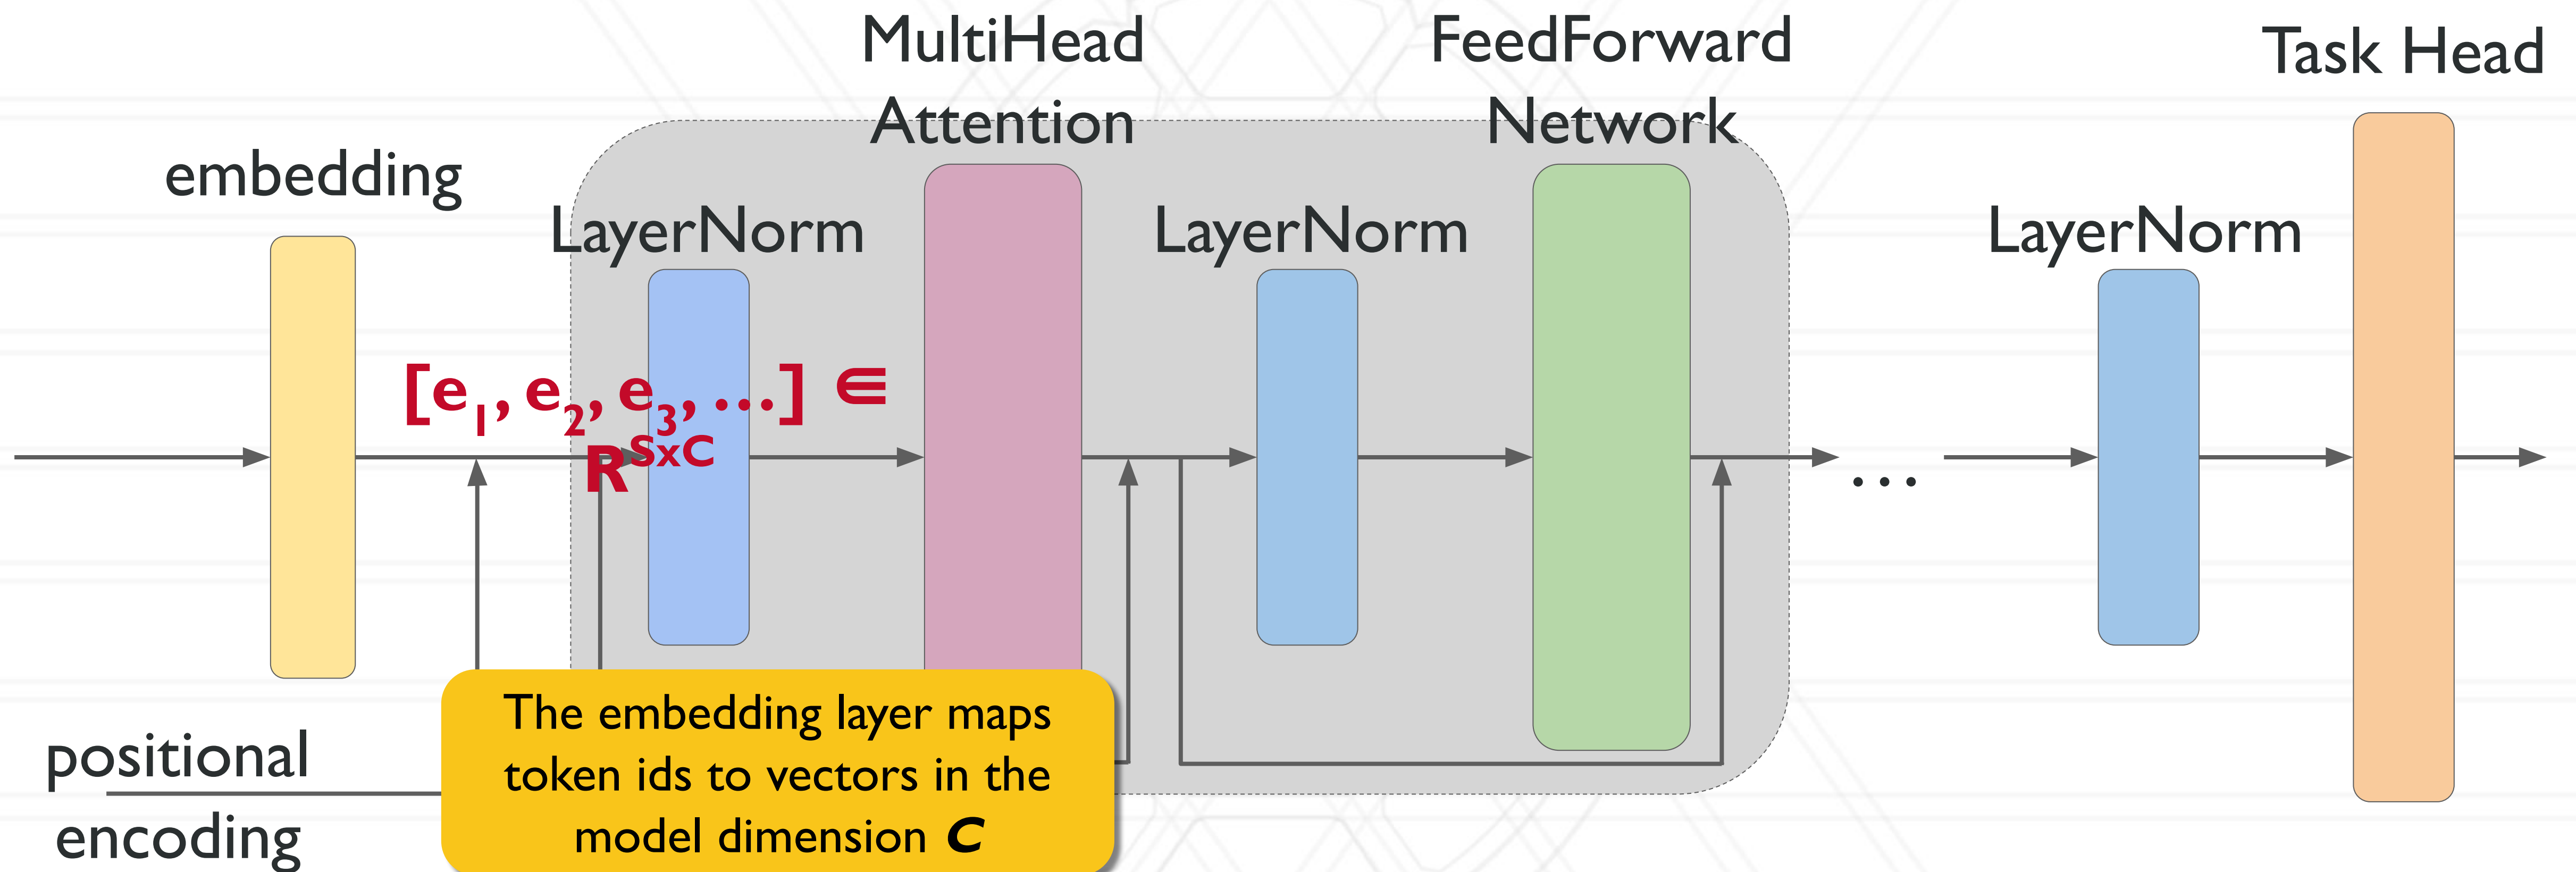 MultiHead
Attention
FeedForward
Network
Task Head
embedding
LayerNorm
LayerNorm
LayerNorm
[e₁, e₂, e₃, …] ∈
R^SxC
…
positional
encoding
The embedding layer maps
token ids to vectors in the
model dimension C